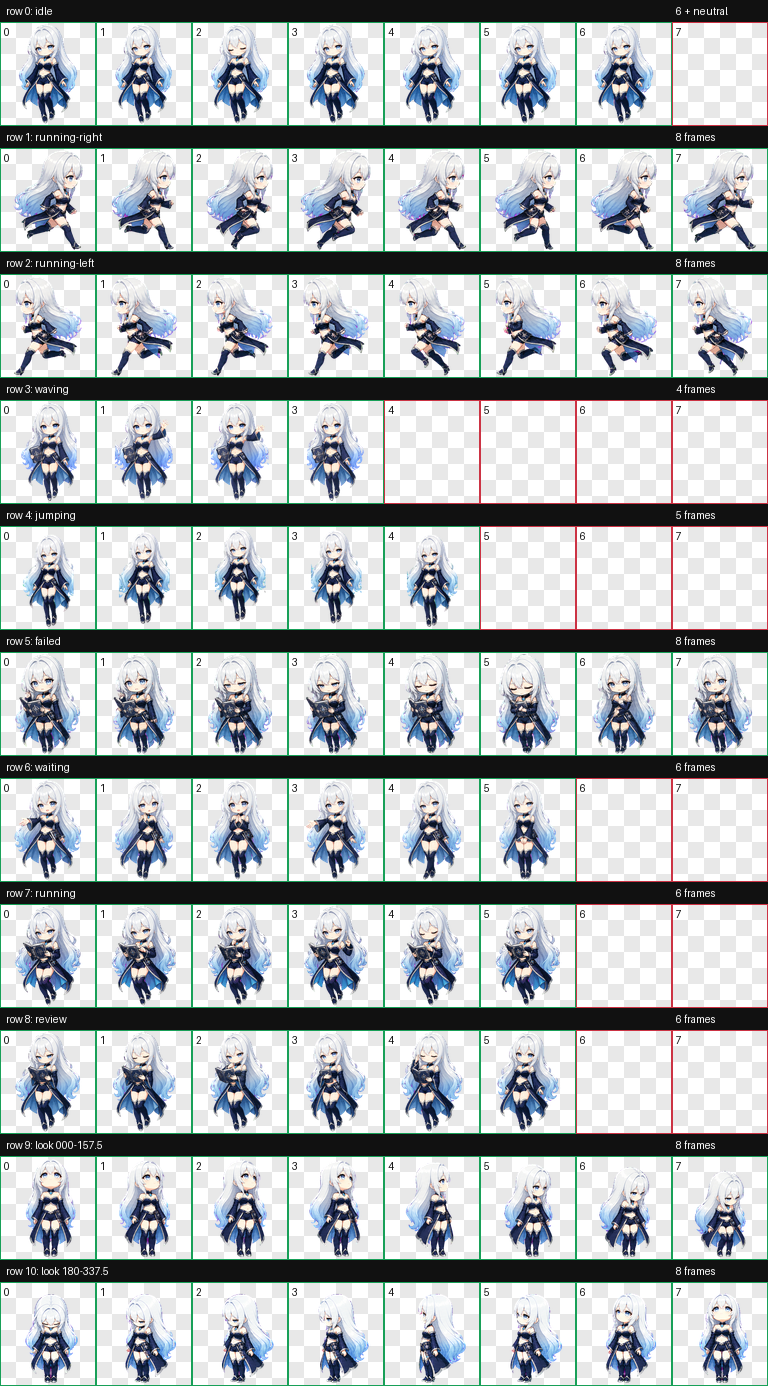 row 0: idle 6 + neutral
0 1 2 3 4 5 6 7
row 1: running-right 8 frames
0 1 2 3 4 5 6 7
row 2: running-left 8 frames
0 1 2 3 4 5 6 7
row 3: waving 4 frames
0 1 2 3 4 5 6 7
row 4: jumping 5 frames
0 1 2 3 4 5 6 7
row 5: failed 8 frames
0 1 2 3 4 5 6 7
row 6: waiting 6 frames
0 1 2 3 4 5 6 7
row 7: running 6 frames
0 1 2 3 4 5 6 7
row 8: review 6 frames
0 1 2 3 4 5 6 7
row 9: look 000-157.5 8 frames
0 1 2 3 4 5 6 7
row 10: look 180-337.5 8 frames
0 1 2 3 4 5 6 7